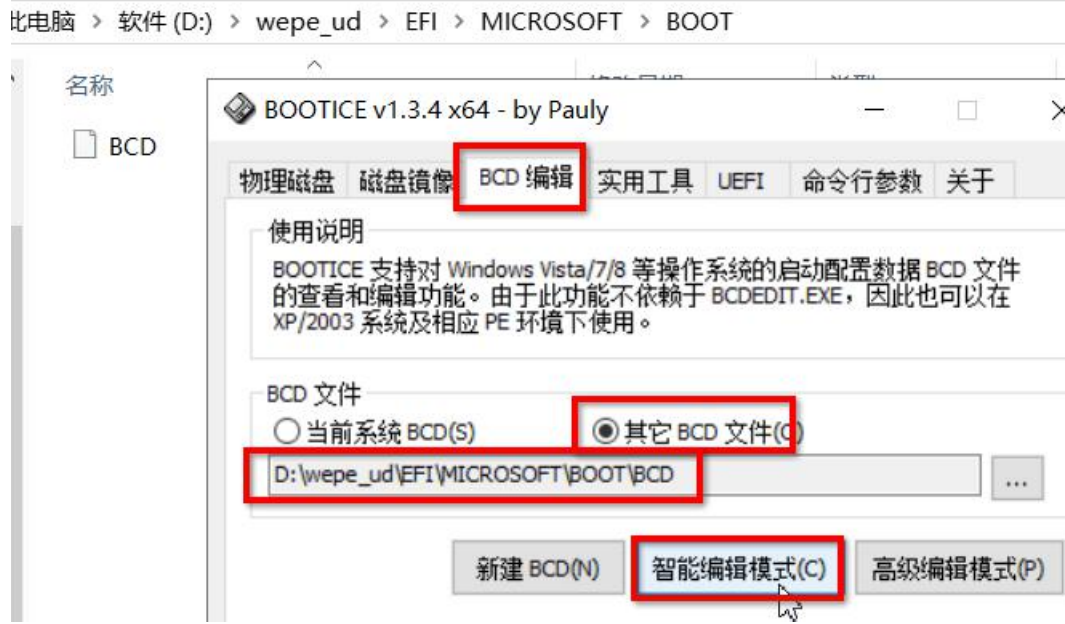 此电脑 > 软件 (D:) > wepe_ud > EFI > MICROSOFT > BOOT
名称
BCD
BOOTICE v1.3.4 x64 - by Pauly
物理磁盘 磁盘镜像 BCD 编辑 实用工具 UEFI 命令行参数 关于
使用说明
BOOTICE 支持对 Windows Vista/7/8 等操作系统的启动配置数据 BCD 文件
的查看和编辑功能。由于此功能不依赖于 BCDEDIT.EXE，因此也可以在
XP/2003 系统及相应 PE 环境下使用。
BCD 文件
当前系统 BCD(S) 其它 BCD 文件(O)
D:\wepe_ud\EFI\MICROSOFT\BOOT\BCD
...
新建 BCD(N) 智能编辑模式(C) 高级编辑模式(P)